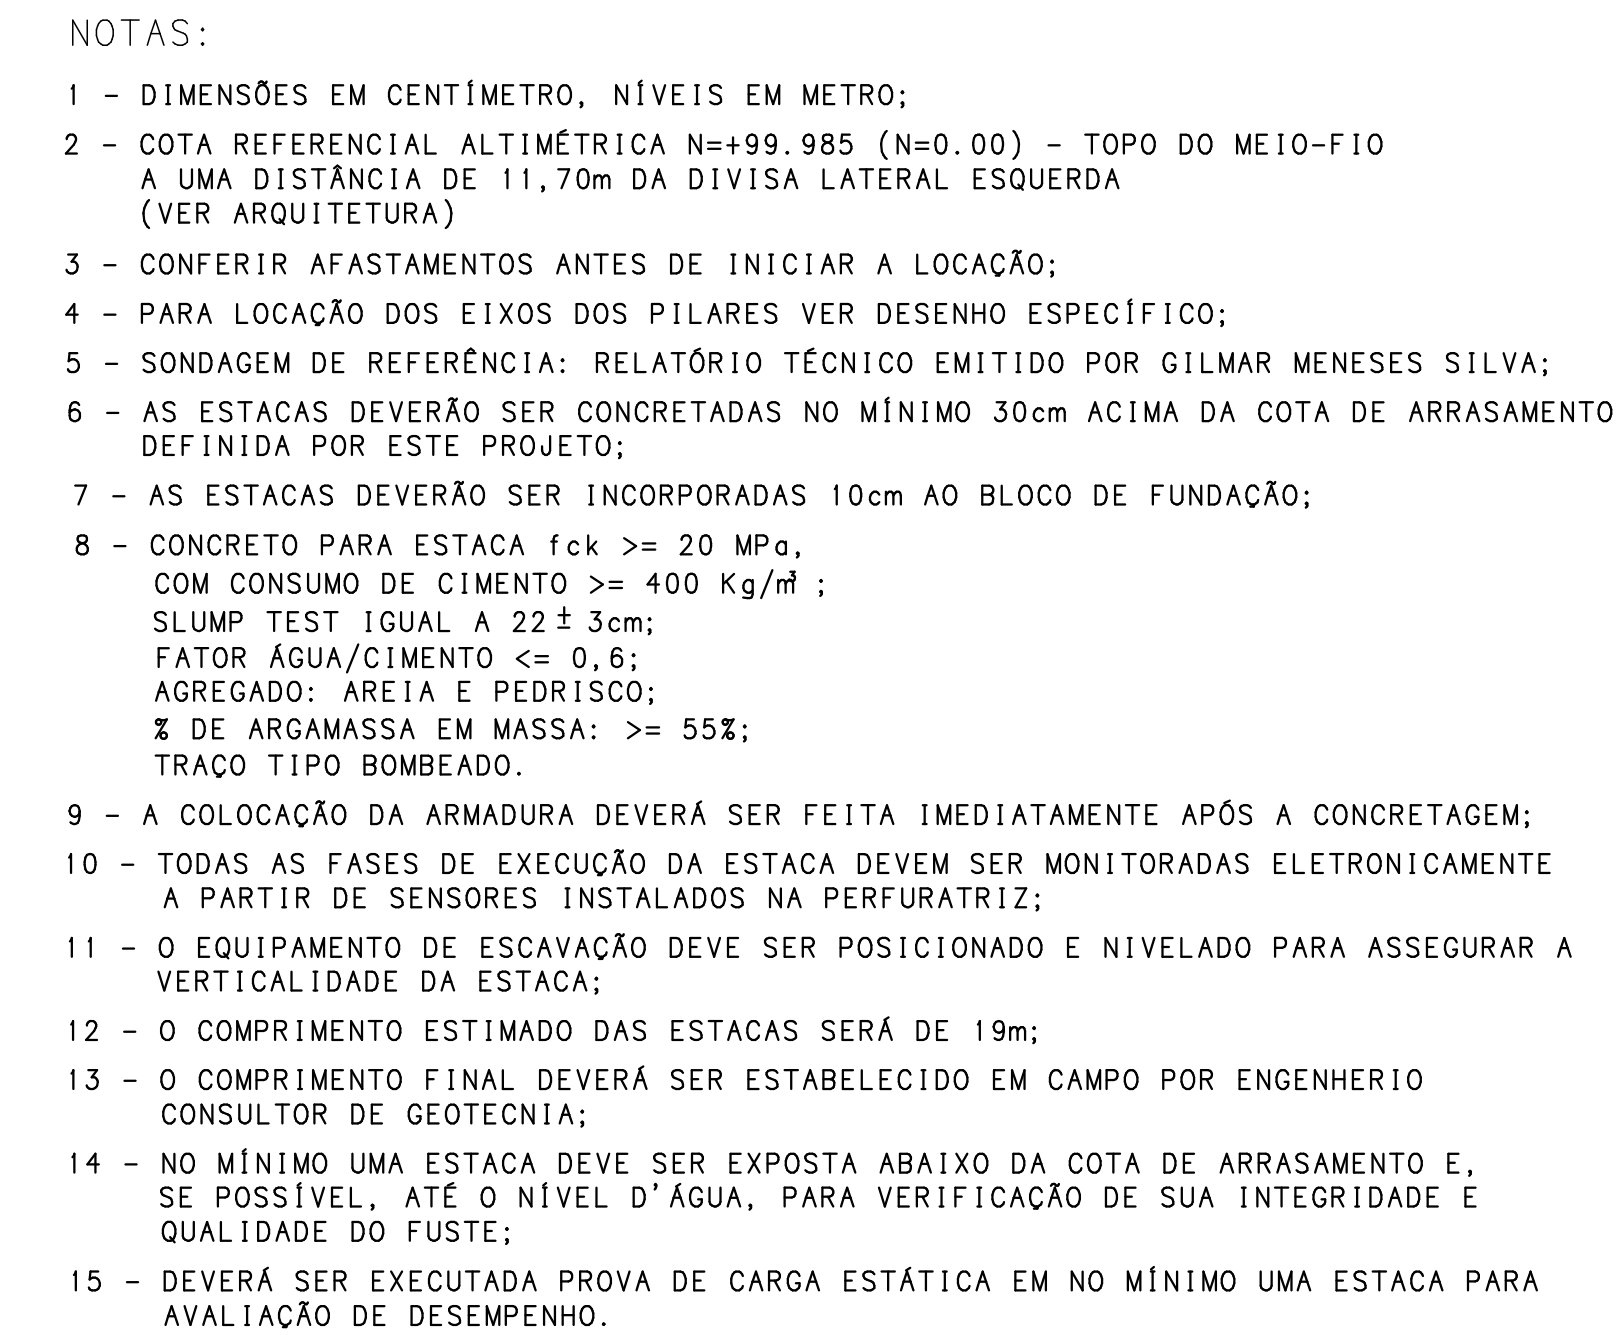 NOTAS:
1 - DIMENSÕES EM CENTÍMETRO, NÍVEIS EM METRO;
2 - COTA REFERENCIAL ALTIMÉTRICA N=+99.985 (N=0.00) - TOPO DO MEIO-FIO
A UMA DISTÂNCIA DE 11,70m DA DIVISA LATERAL ESQUERDA
(VER ARQUITETURA)
3 - CONFERIR AFASTAMENTOS ANTES DE INICIAR A LOCAÇÃO;
4 - PARA LOCAÇÃO DOS EIXOS DOS PILARES VER DESENHO ESPECÍFICO;
5 - SONDAGEM DE REFERÊNCIA: RELATÓRIO TÉCNICO EMITIDO POR GILMAR MENESES SILVA;
6 - AS ESTACAS DEVERÃO SER CONCRETADAS NO MÍNIMO 30cm ACIMA DA COTA DE ARRASAMENTO
DEFINIDA POR ESTE PROJETO;
7 - AS ESTACAS DEVERÃO SER INCORPORADAS 10cm AO BLOCO DE FUNDAÇÃO;
8 - CONCRETO PARA ESTACA fck >= 20 MPa,
COM CONSUMO DE CIMENTO >= 400 Kg/m³ ;
SLUMP TEST IGUAL A 22 ± 3cm;
FATOR ÁGUA/CIMENTO <= 0,6;
AGREGADO: AREIA E PEDRISCO;
% DE ARGAMASSA EM MASSA: >= 55%;
TRAÇO TIPO BOMBEADO.
9 - A COLOCAÇÃO DA ARMADURA DEVERÁ SER FEITA IMEDIATAMENTE APÓS A CONCRETAGEM;
10 - TODAS AS FASES DE EXECUÇÃO DA ESTACA DEVEM SER MONITORADAS ELETRONICAMENTE
A PARTIR DE SENSORES INSTALADOS NA PERFURATRIZ;
11 - O EQUIPAMENTO DE ESCAVAÇÃO DEVE SER POSICIONADO E NIVELADO PARA ASSEGURAR A
VERTICALIDADE DA ESTACA;
12 - O COMPRIMENTO ESTIMADO DAS ESTACAS SERÁ DE 19m;
13 - O COMPRIMENTO FINAL DEVERÁ SER ESTABELECIDO EM CAMPO POR ENGENHERIO
CONSULTOR DE GEOTECNIA;
14 - NO MÍNIMO UMA ESTACA DEVE SER EXPOSTA ABAIXO DA COTA DE ARRASAMENTO E,
SE POSSÍVEL, ATÉ O NÍVEL D'ÁGUA, PARA VERIFICAÇÃO DE SUA INTEGRIDADE E
QUALIDADE DO FUSTE;
15 - DEVERÁ SER EXECUTADA PROVA DE CARGA ESTÁTICA EM NO MÍNIMO UMA ESTACA PARA
AVALIAÇÃO DE DESEMPENHO.